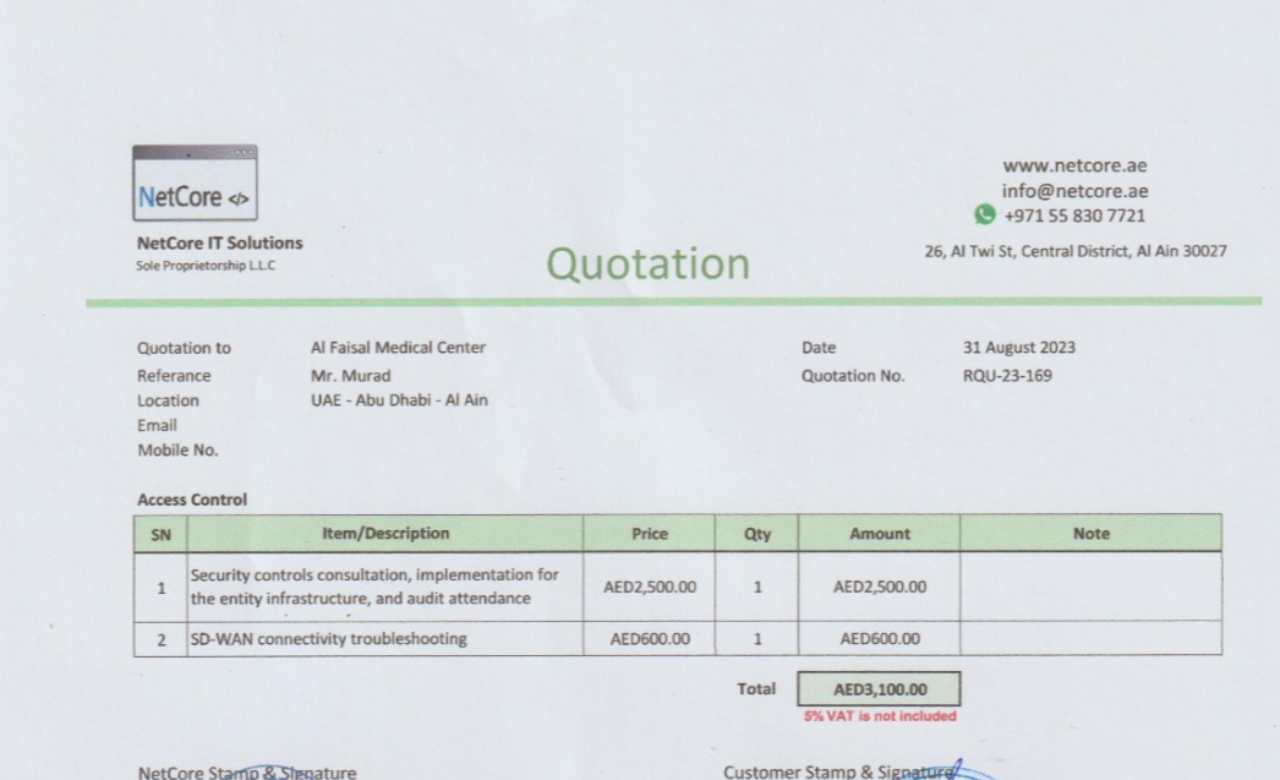 NetCore </>
NetCore IT Solutions
Sole Proprietorship L.L.C
www.netcore.ae
info@netcore.ae
+971 55 830 7721
26, Al Twi St, Central District, Al Ain 30027
Quotation
Quotation to Al Faisal Medical Center Date 31 August 2023
Referance Mr. Murad Quotation No. RQU-23-169
Location UAE - Abu Dhabi - Al Ain
Email
Mobile No.
Access Control
SN Item/Description Price Qty Amount Note
1 Security controls consultation, implementation for the entity infrastructure, and audit attendance AED2,500.00 1 AED2,500.00
2 SD-WAN connectivity troubleshooting AED600.00 1 AED600.00
Total AED3,100.00
5% VAT is not included
NetCore Stamp & Signature Customer Stamp & Signature